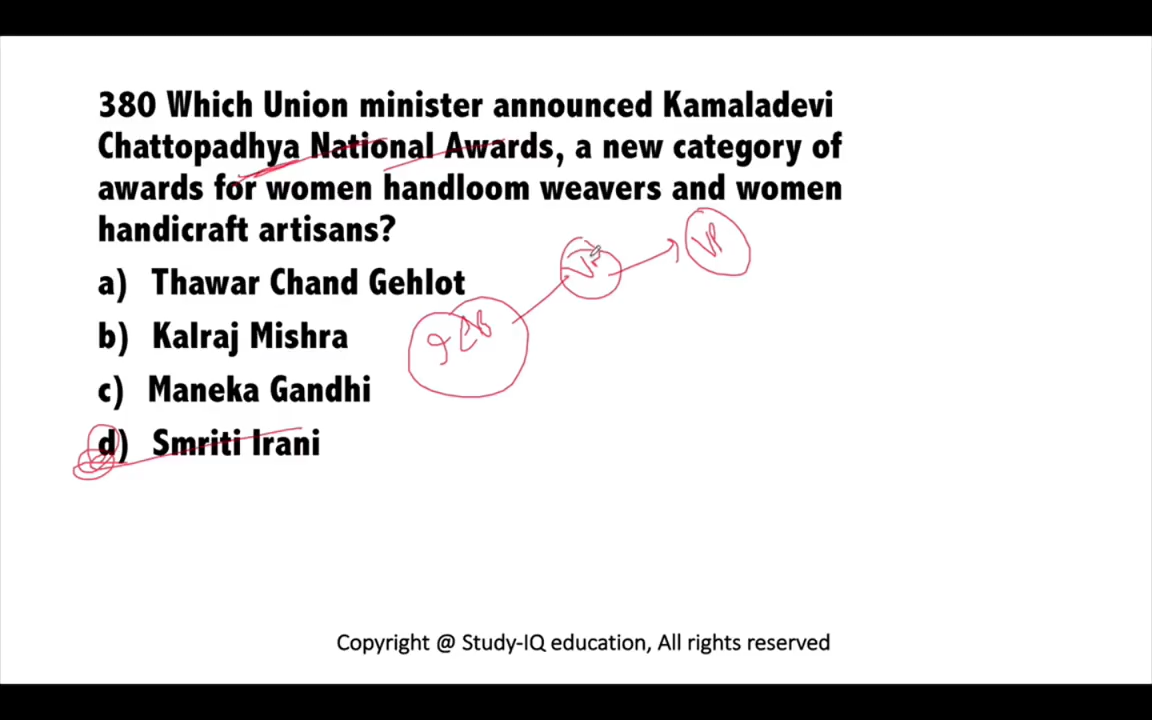 380 Which Union minister announced Kamaladevi
Chattopadhya National Awards, a new category of
awards for women handloom weavers and women
handicraft artisans?
a) Thawar Chand Gehlot
b) Kalraj Mishra
c) Maneka Gandhi
d) Smriti Irani
Copyright @ Study-IQ education, All rights reserved